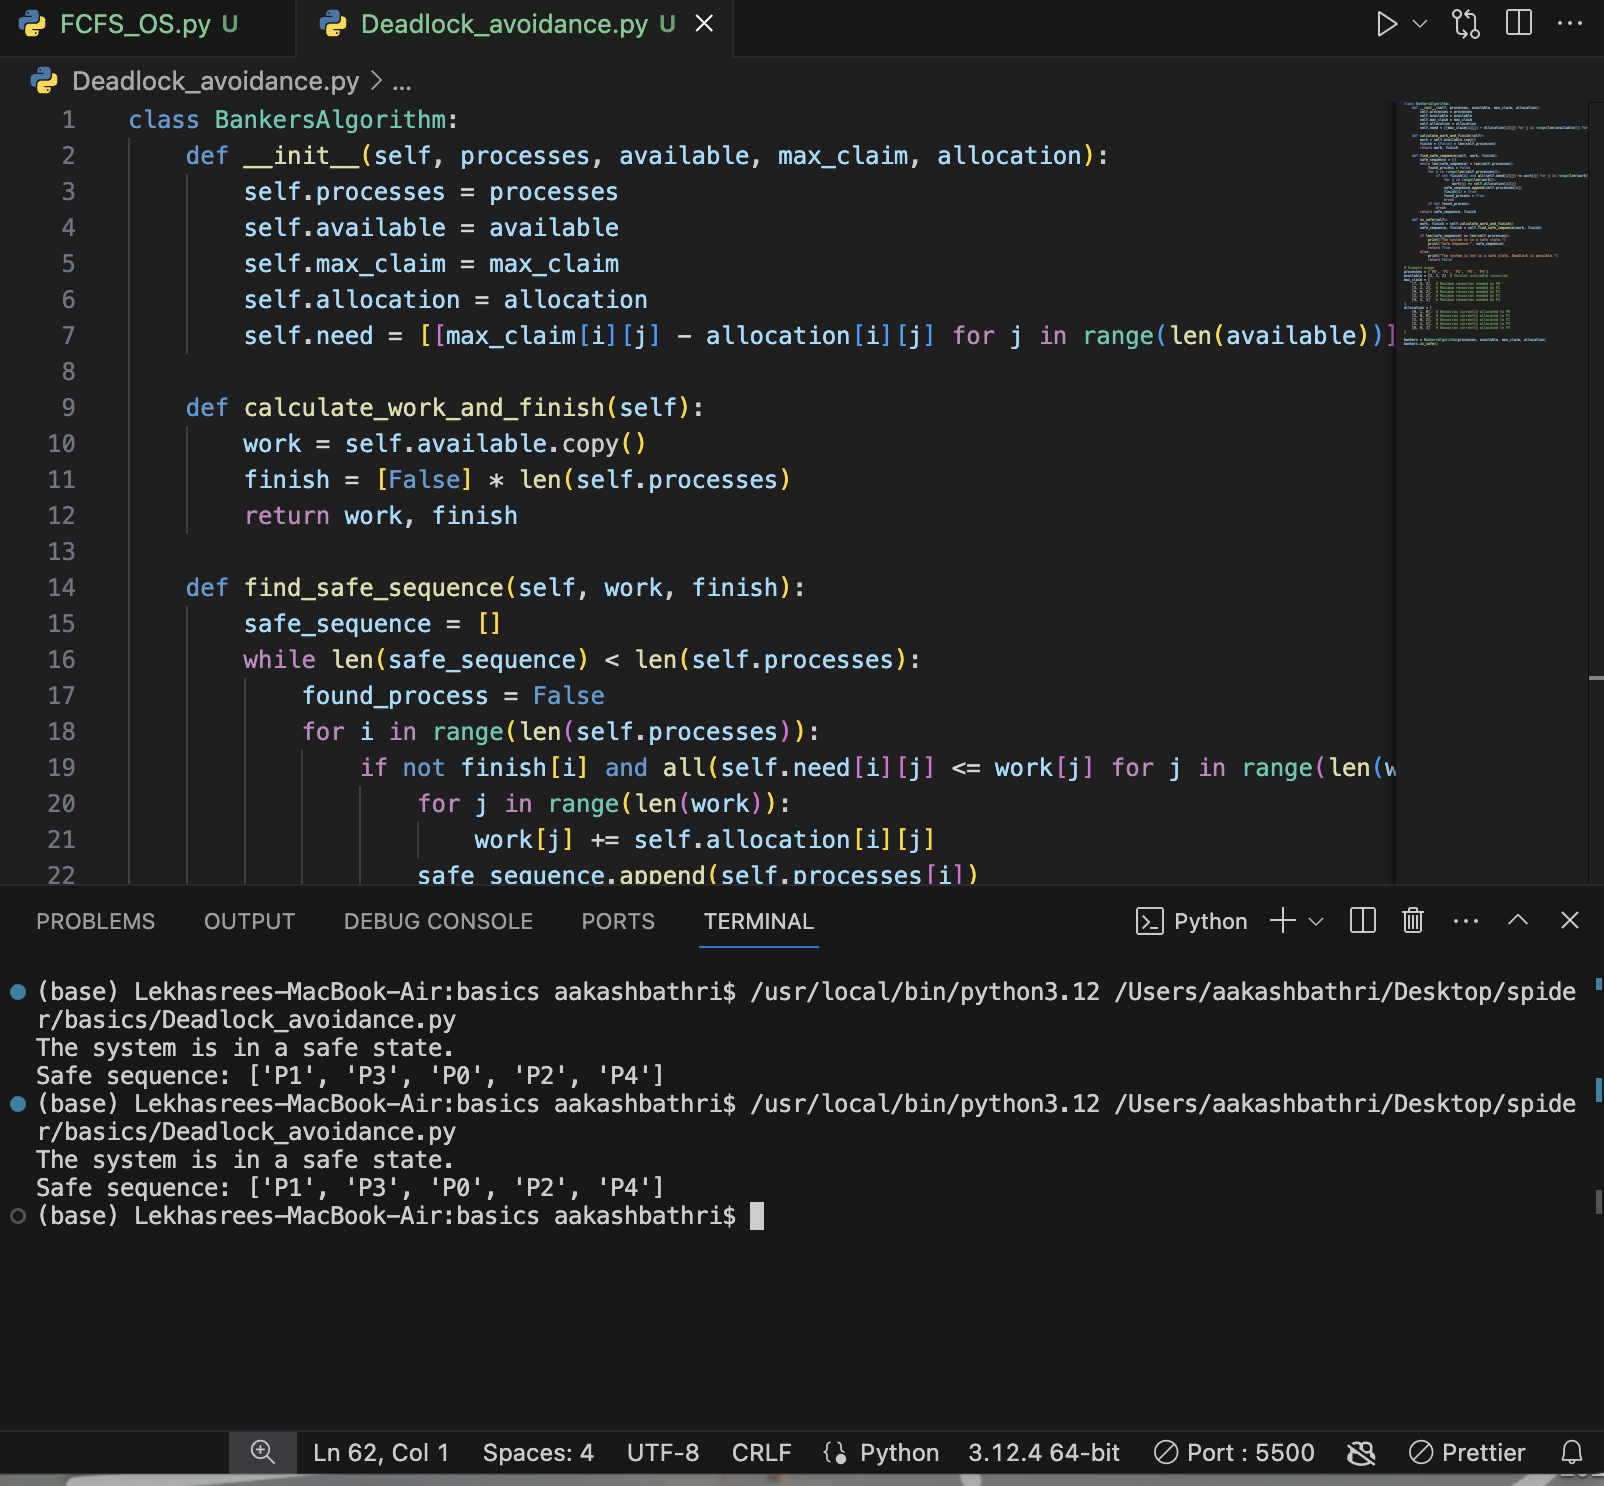 FCFS_OS.py U
Deadlock_avoidance.py U
Deadlock_avoidance.py > ...
1 class BankersAlgorithm:
2 def __init__(self, processes, available, max_claim, allocation):
3 self.processes = processes
4 self.available = available
5 self.max_claim = max_claim
6 self.allocation = allocation
7 self.need = [[max_claim[i][j] - allocation[i][j] for j in range(len(available))]
8
9 def calculate_work_and_finish(self):
10 work = self.available.copy()
11 finish = [False] * len(self.processes)
12 return work, finish
13
14 def find_safe_sequence(self, work, finish):
15 safe_sequence = []
16 while len(safe_sequence) < len(self.processes):
17 found_process = False
18 for i in range(len(self.processes)):
19 if not finish[i] and all(self.need[i][j] <= work[j] for j in range(len(w
20 for j in range(len(work)):
21 work[j] += self.allocation[i][j]
22 safe_sequence.append(self.processes[i])
PROBLEMS OUTPUT DEBUG CONSOLE PORTS TERMINAL Python
(base) Lekhasrees-MacBook-Air:basics aakashbathri$ /usr/local/bin/python3.12 /Users/aakashbathri/Desktop/spide
r/basics/Deadlock_avoidance.py
The system is in a safe state.
Safe sequence: ['P1', 'P3', 'P0', 'P2', 'P4']
(base) Lekhasrees-MacBook-Air:basics aakashbathri$ /usr/local/bin/python3.12 /Users/aakashbathri/Desktop/spide
r/basics/Deadlock_avoidance.py
The system is in a safe state.
Safe sequence: ['P1', 'P3', 'P0', 'P2', 'P4']
(base) Lekhasrees-MacBook-Air:basics aakashbathri$
Ln 62, Col 1 Spaces: 4 UTF-8 CRLF {} Python 3.12.4 64-bit Port : 5500 Prettier